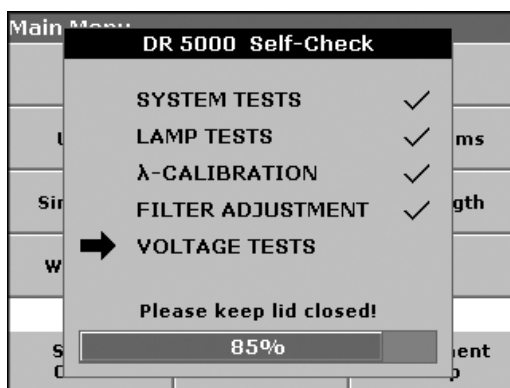 Main Menu
DR 5000 Self-Check
SYSTEM TESTS
LAMP TESTS
λ-CALIBRATION
FILTER ADJUSTMENT
VOLTAGE TESTS
Please keep lid closed!
85%